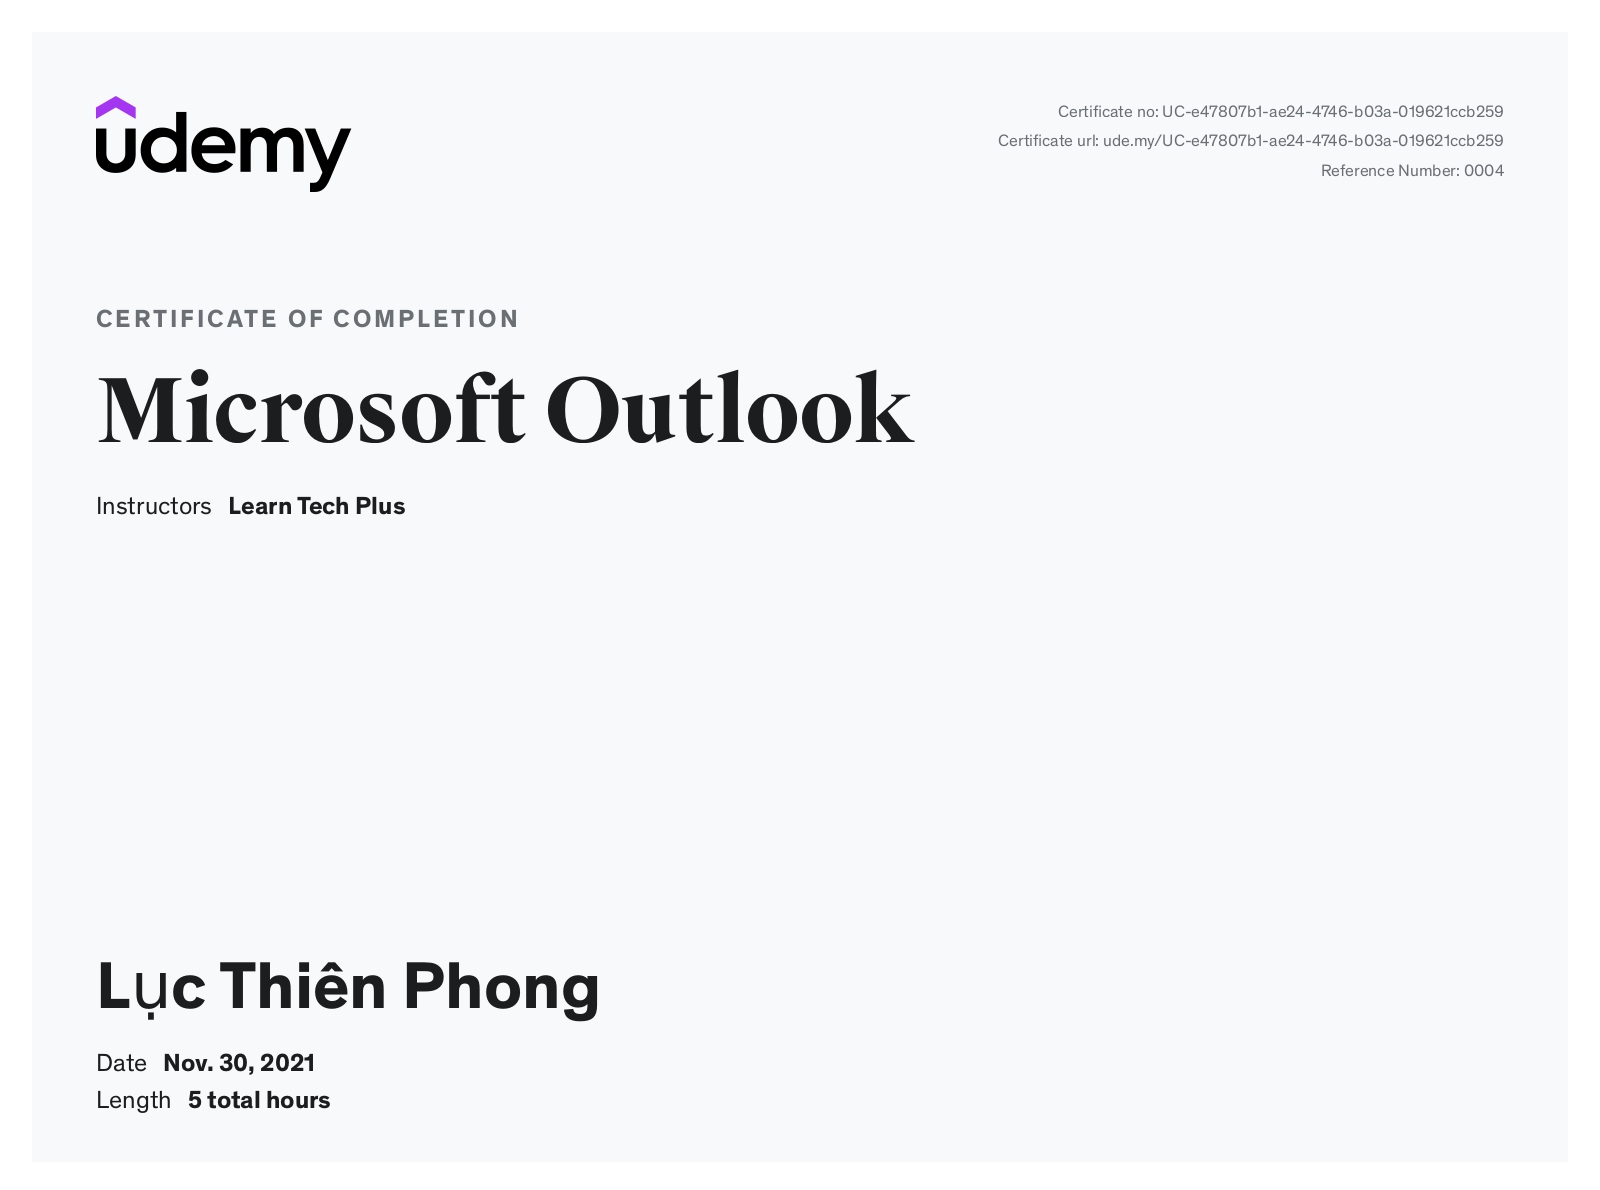 udemy
Certificate no: UC-e47807b1-ae24-4746-b03a-019621ccb259
Certificate url: ude.my/UC-e47807b1-ae24-4746-b03a-019621ccb259
Reference Number: 0004
CERTIFICATE OF COMPLETION
Microsoft Outlook
Instructors Learn Tech Plus
Lục Thiên Phong
Date Nov. 30, 2021
Length 5 total hours